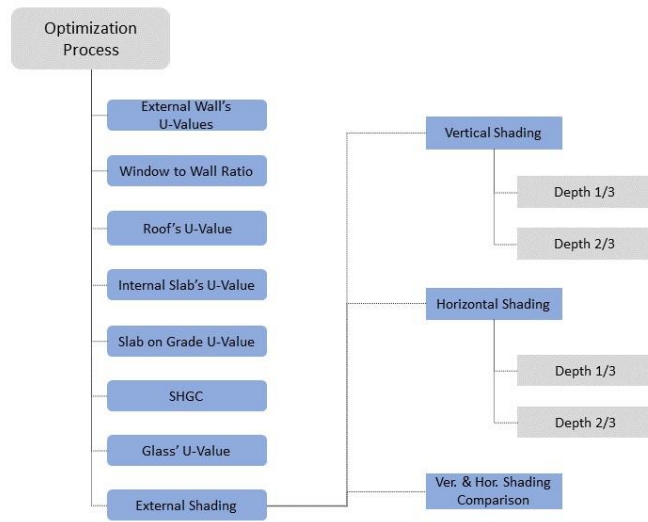 Optimization
Process
External Wall's
U-Values
Window to Wall Ratio
Roof's U-Value
Internal Slab's U-Value
Slab on Grade U-Value
SHGC
Glass' U-Value
External Shading
Vertical Shading
Depth 1/3
Depth 2/3
Horizontal Shading
Depth 1/3
Depth 2/3
Ver. & Hor. Shading
Comparison